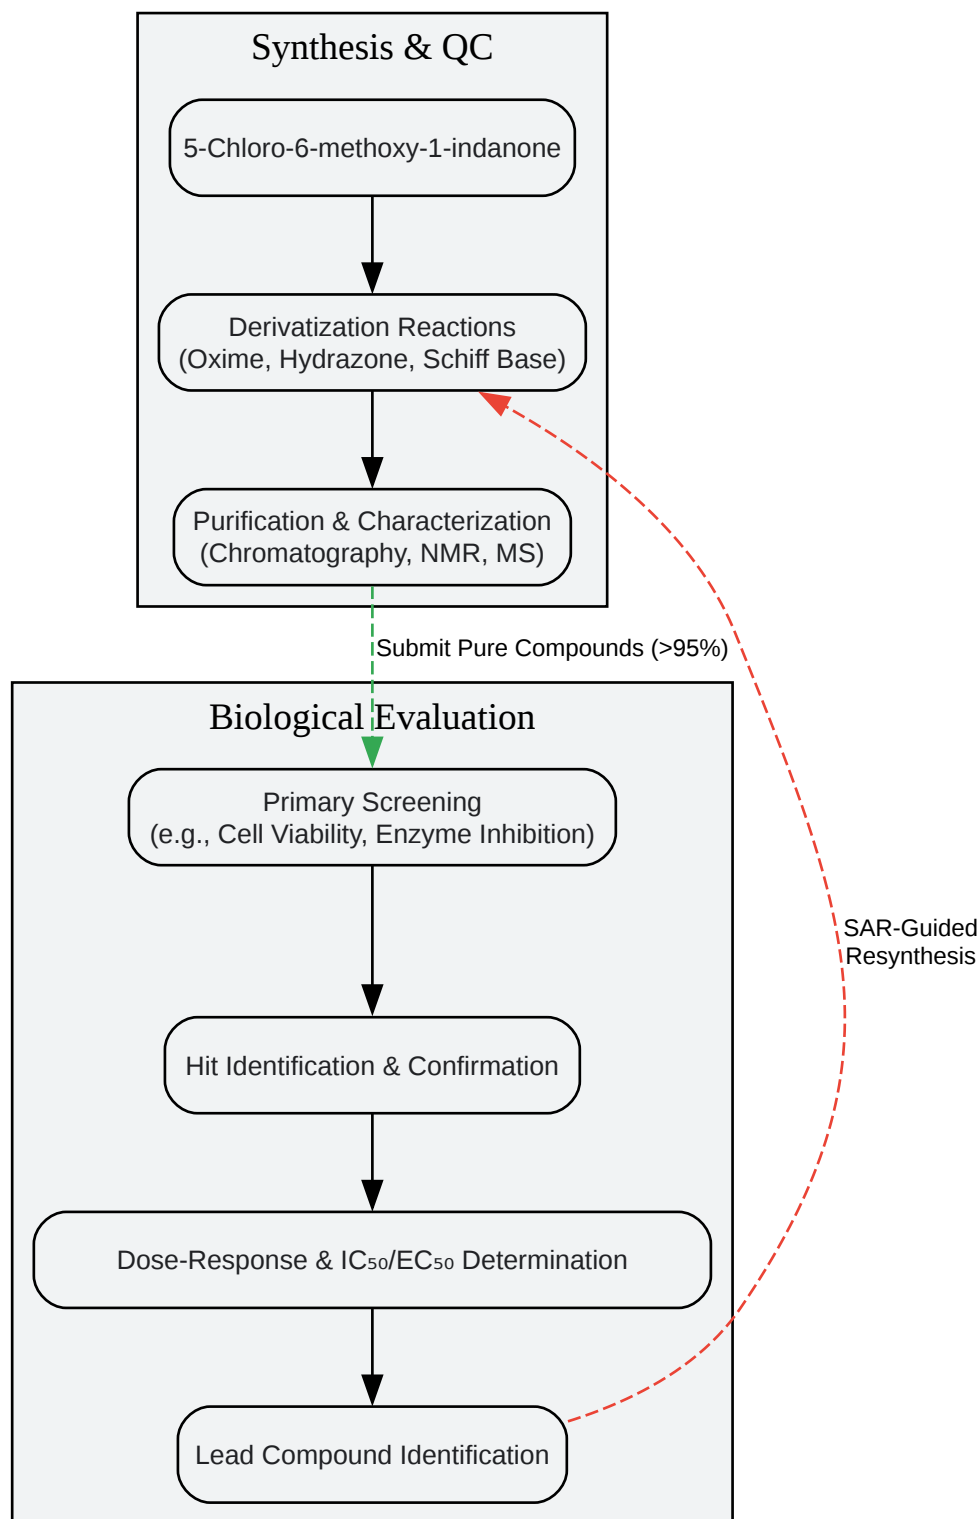 Synthesis & QC
5-Chloro-6-methoxy-1-indanone
Derivatization Reactions
(Oxime, Hydrazone, Schiff Base)
Purification & Characterization
(Chromatography, NMR, MS)
Submit Pure Compounds (>95%)
Biological Evaluation
Primary Screening
(e.g., Cell Viability, Enzyme Inhibition)
SAR-Guided
Resynthesis
Hit Identification & Confirmation
Dose-Response & IC₅₀/EC₅₀ Determination
Lead Compound Identification